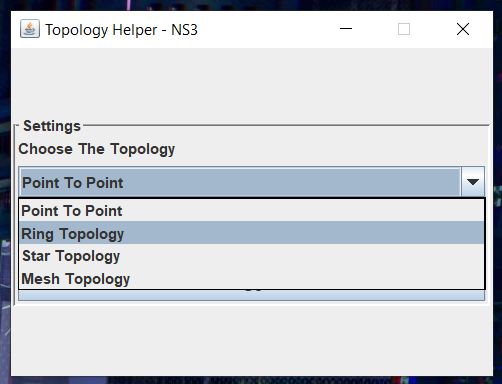 Topology Helper - NS3
Settings
Choose The Topology
Point To Point
Point To Point
Ring Topology
Star Topology
Mesh Topology